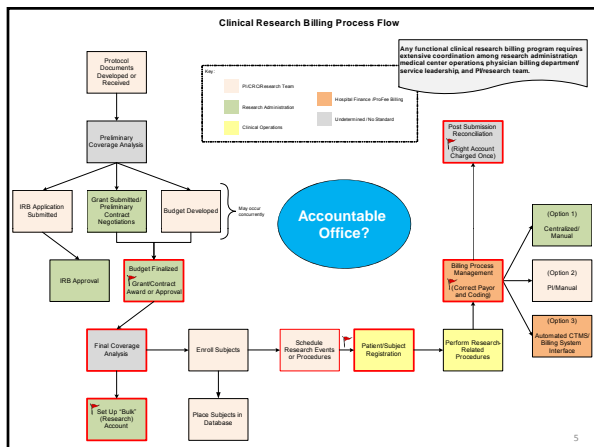 Clinical Research Billing Process Flow
Protocol
Documents
Developed or
Received
Key:
PI/CRO/Research Team
Research Administration
Clinical Operations
Hospital Finance /ProFee Billing
Undetermined /No Standard
Any functional clinical research billing program requires
extensive coordination among research administration,
medical center operations, physician billing department/
service leadership, and PI/research team.
Preliminary
Coverage Analysis
Post Submission
Reconciliation
(Right Account
Charged Once)
IRB Application
Submitted
Grant Submitted/
Preliminary
Contract
Negotiations
Budget Developed
May occur
concurrently
Accountable
Office?
(Option 1)
Centralized/
Manual
IRB Approval
Budget Finalized
Grant/Contract
Award or Approval
Billing Process
Management
(Correct Payor
and Coding)
(Option 2)
PI/Manual
(Option 3)
Automated CTMS/
Billing System
Interface
Final Coverage
Analysis
Enroll Subjects
Schedule
Research Events
or Procedures
Patient/Subject
Registration
Perform Research-
Related
Procedures
Set Up "Bulk"
(Research)
Account
Place Subjects in
Database
5